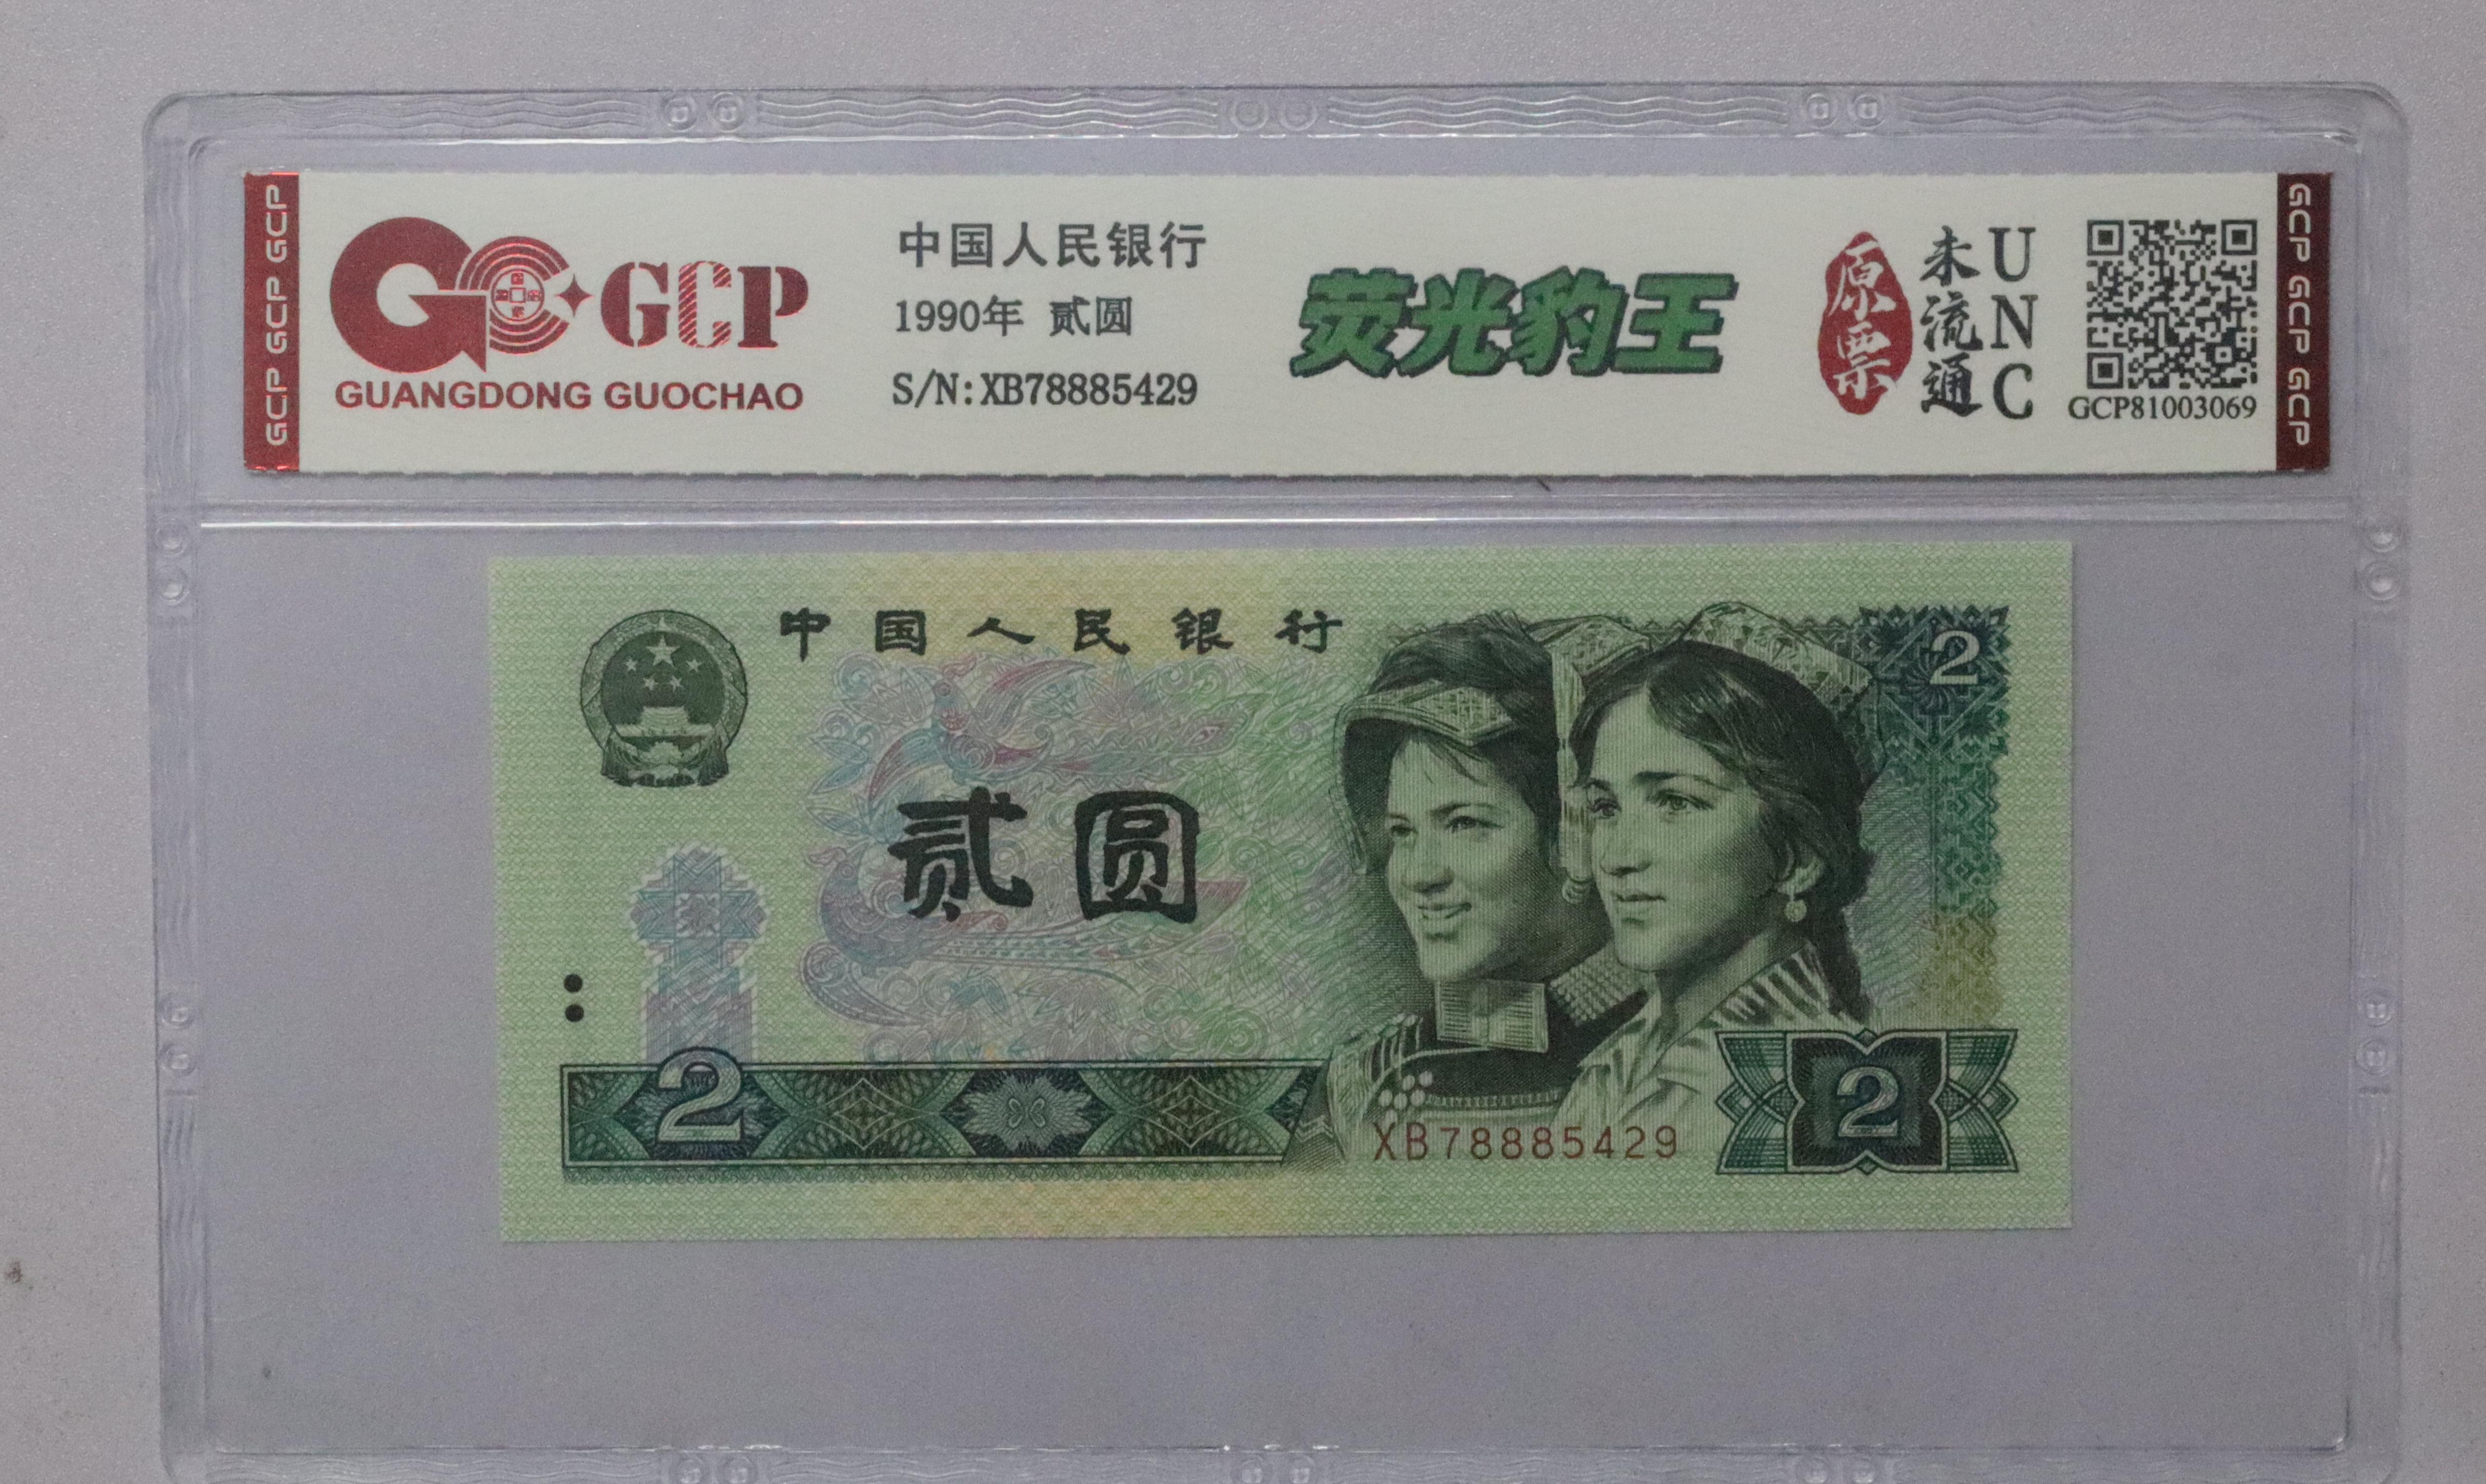 GCP GCP GCP
GCP
GUANGDONG GUOCHAO
中国人民银行
1990年 贰圆
S/N:XB78885429
荧光豹王
原票
未流通
UNC
GCP81003069
GCP GCP GCP
中国人民银行
2
贰圆
2
XB78885429
2